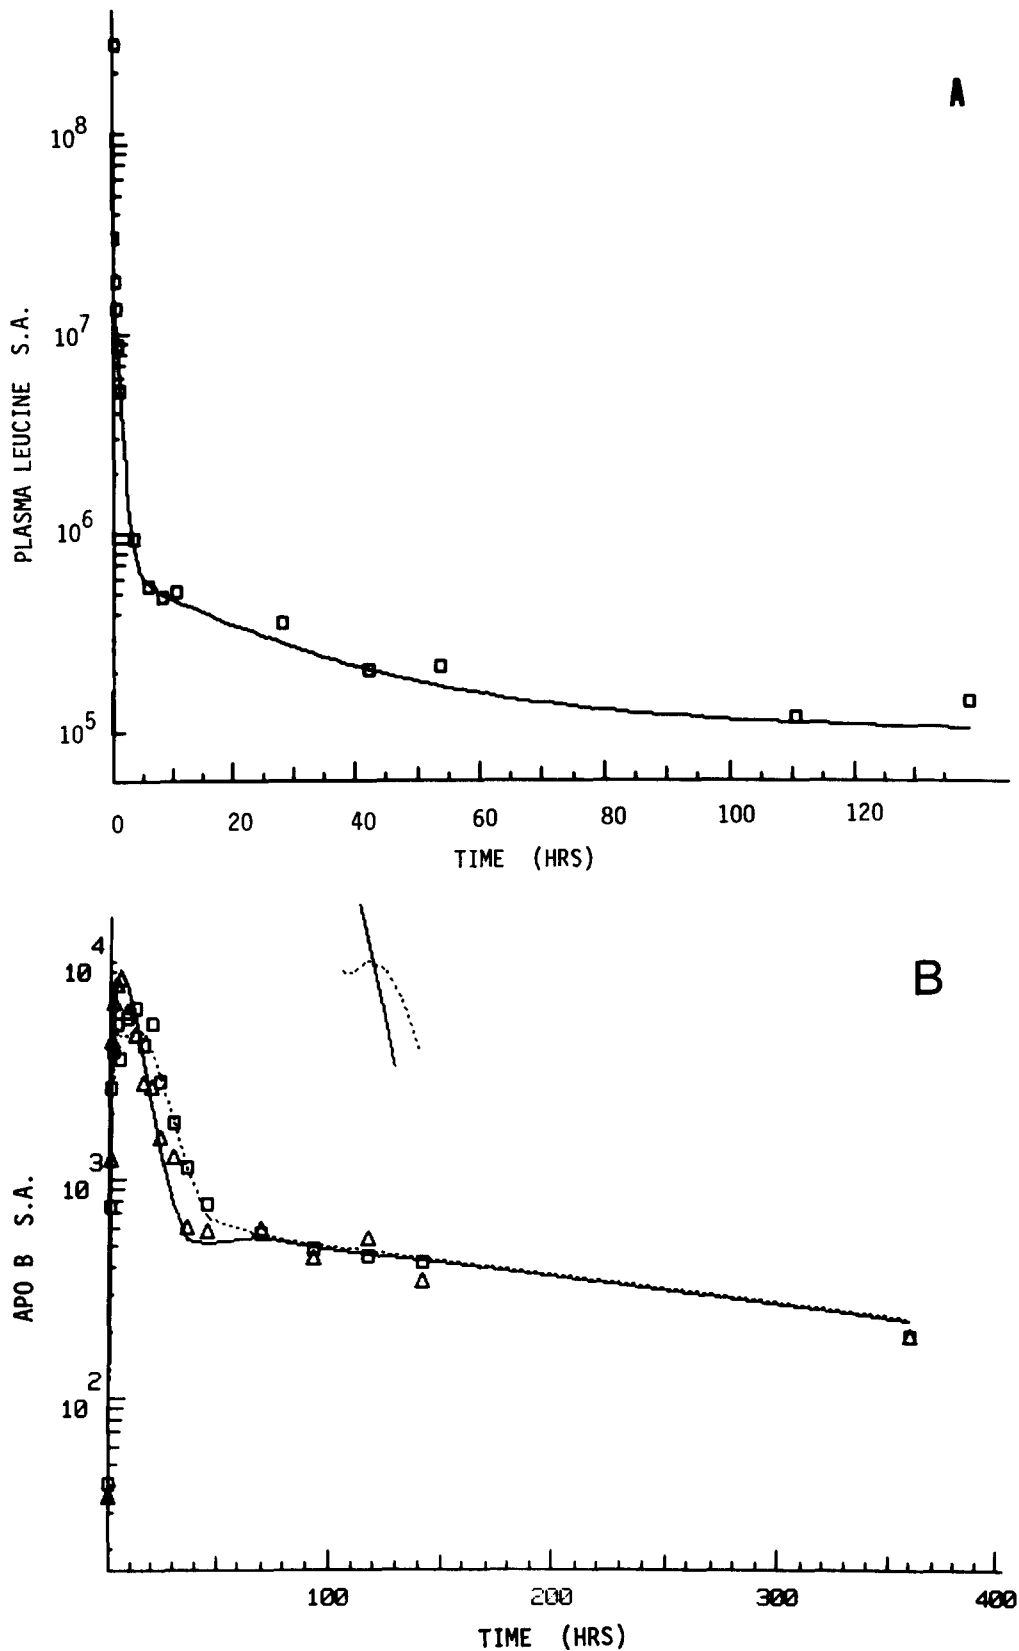 A
10^8
10^7
10^6
10^5
PLASMA LEUCINE S.A.
0 20 40 60 80 100 120
TIME (HRS)
B
10^4
10^3
10^2
APO B S.A.
100 200 300 400
TIME (HRS)